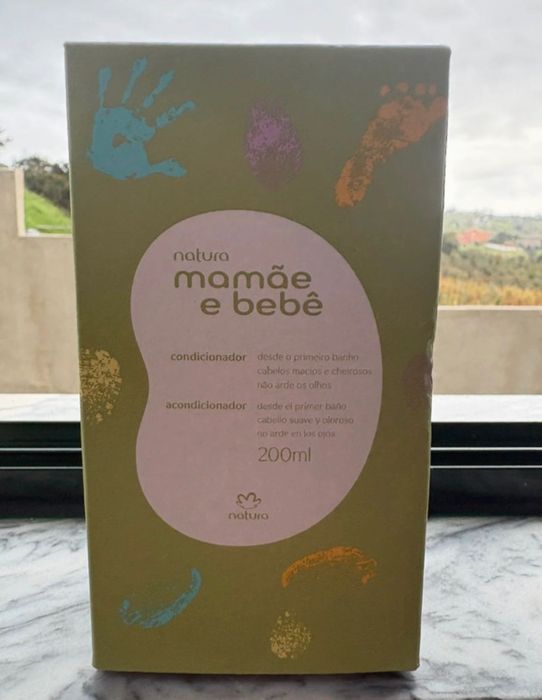 natura
mamãe
e bebê
condicionador
desde o primeiro banho
cabelos macios e cheirosos
não arde os olhos
acondicionador
desde el primer baño
cabello suave y oloroso
no arde en los ojos
200ml
natura